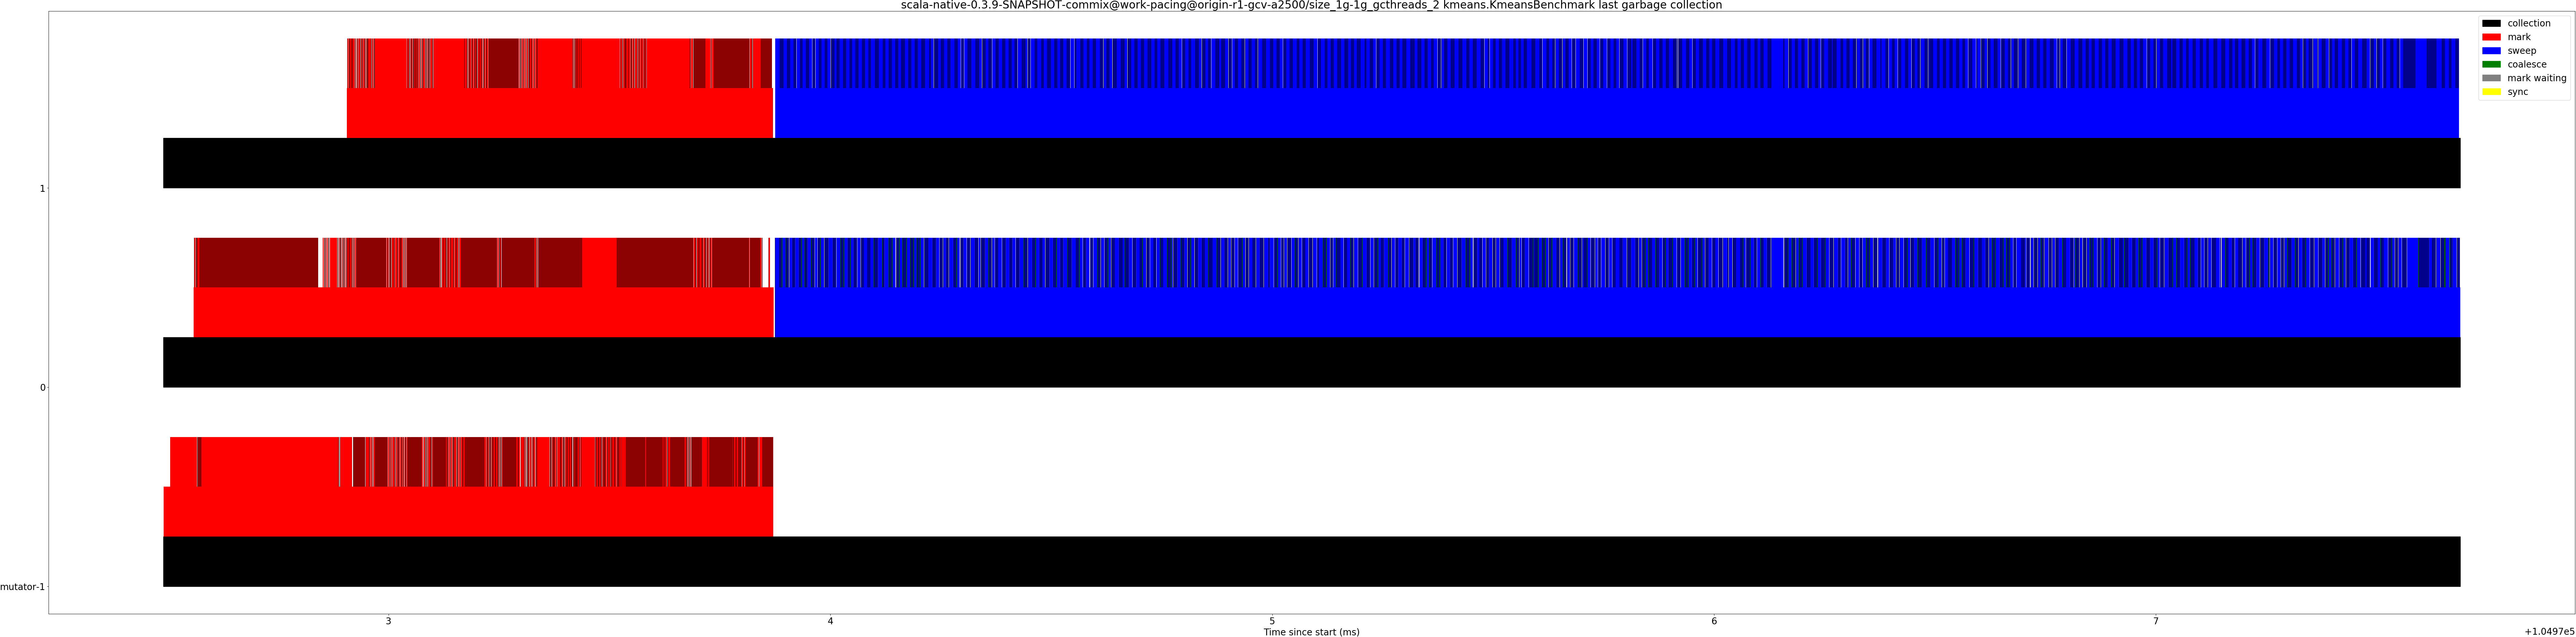 scala-native-0.3.9-SNAPSHOT-commix@work-pacing@origin-r1-gcv-a2500/size_1g-1g_gcthreads_2 kmeans.KmeansBenchmark last garbage collection
collection
mark
sweep
coalesce
mark waiting
sync
1
0
mutator-1
3 4 5 6 7
Time since start (ms)
+1.0497e5